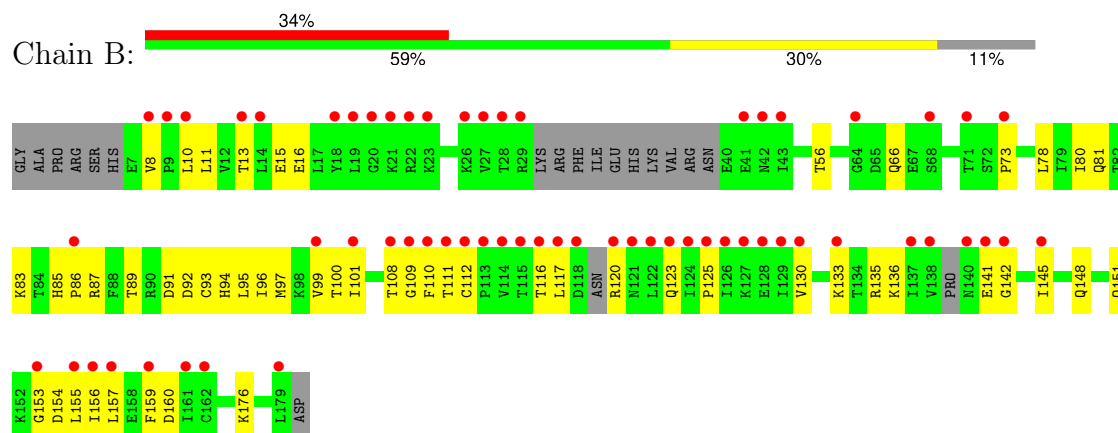 34%
Chain B:
59% 30% 11%
GLY ALA PRO ARG SER HIS E7 V8 P9 L10 L11 V12 T13 L14 E15 E16 L17 Y18 L19 G20 K21 R22 K23 K26 V27 T28 R29 LYS ARG PHE ILE GLU HIS LYS VAL ARG ASN E40 E41 N42 I43 T56 G64 D65 Q66 E67 S68 T71 S72 P73 L78 I79 I80 Q81 T82
K83 T84 H85 P86 R87 F88 T89 R90 D91 D92 C93 H94 L95 I96 M97 K98 V99 T100 I101 T108 G109 F110 T111 C112 P113 V114 T115 T116 L117 D118 ASN R120 N121 L122 Q123 I124 P125 I126 K127 E128 I129 V130 K133 T134 R135 K136 I137 V138 PRO N140 E141 G142 I145 Q148 Q151
K152 G153 D154 L155 I156 L157 E158 F159 D160 I161 C162 K176 L179 ASP